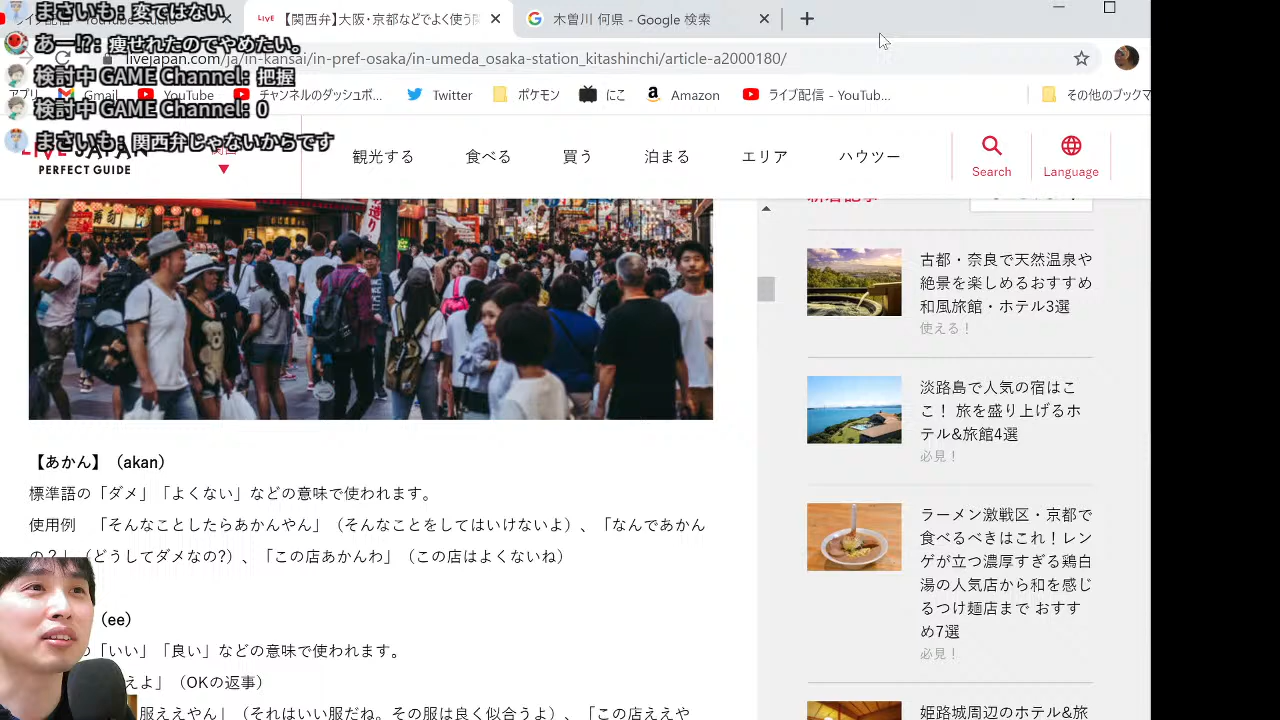 まさいも: 変ではない
あー!?: 痩せれたのでやめたい。
検討中 GAME Channel: 把握
検討中 GAME Channel: 0
まさいも: 関西弁じゃないからです
【関西弁】大阪・京都などでよく使う関
木曽川 何県 - Google 検索
livejapan.com/ja/in-kansai/in-pref-osaka/in-umeda_osaka-station_kitashinchi/article-a2000180/
Gmail
YouTube
チャンネルのダッシュボ...
Twitter
ポケモン
にこ
Amazon
ライブ配信 - YouTub...
その他のブックマ
PERFECT GUIDE
観光する
食べる
買う
泊まる
エリア
ハウツー
Search
Language
【あかん】（akan）
標準語の「ダメ」「よくない」などの意味で使われます。
使用例 「そんなことしたらあかんやん」（そんなことをしてはいけないよ）、「なんであかん
の？」（どうしてダメなの?）、「この店あかんわ」（この店はよくないね）
（ee）
「いい」「良い」などの意味で使われます。
えよ」（OKの返事）
服ええやん」（それはいい服だね。その服は良く似合うよ）、「この店ええや
古都・奈良で天然温泉や
絶景を楽しめるおすすめ
和風旅館・ホテル3選
使える！
淡路島で人気の宿はこ
こ！ 旅を盛り上げるホ
テル&旅館4選
必見！
ラーメン激戦区・京都で
食べるべきはこれ！レン
ゲが立つ濃厚すぎる鶏白
湯の人気店から和を感じ
るつけ麺店まで おすす
め7選
必見！
姫路城周辺のホテル&旅